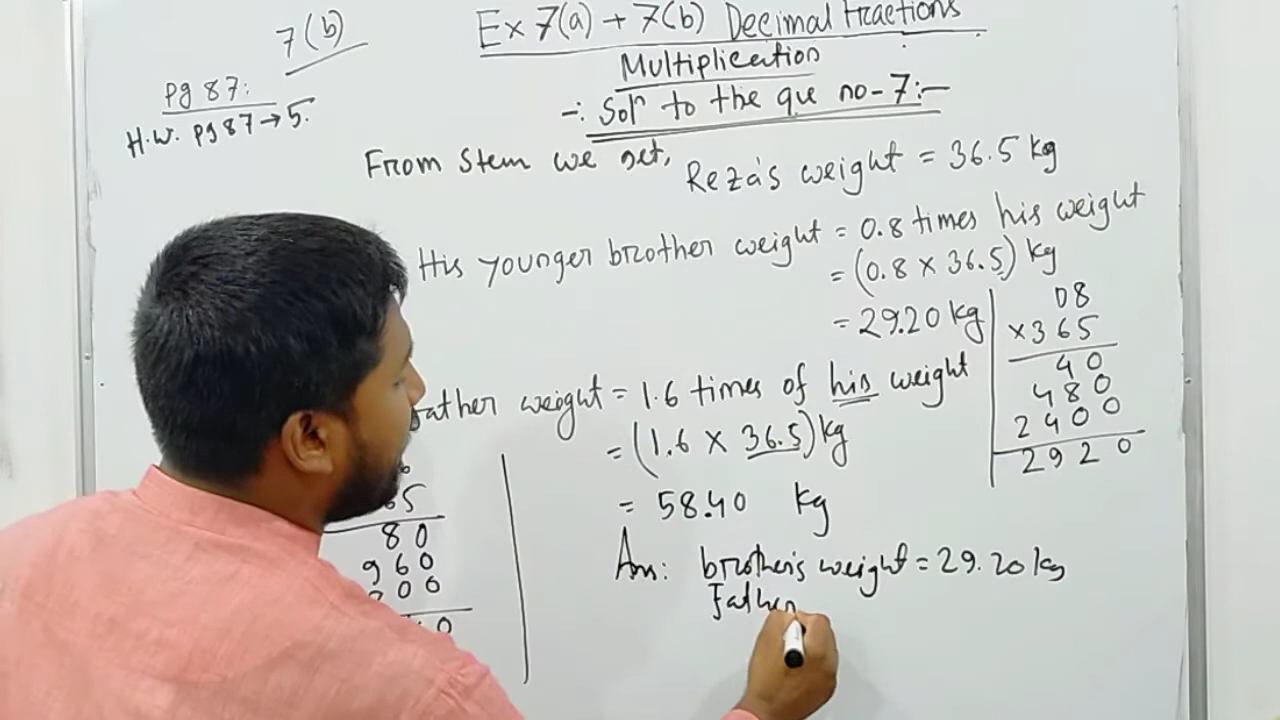 7(b)
Ex 7(a) + 7(b) Decimal Fractions
Multiplication
Pg 87:
H.W. Pg 87 → 5.
-: Solⁿ to the que no-7:-
From Stem we get,
Reza's weight = 36.5 kg
His younger brother weight = 0.8 times his weight
= (0.8 × 36.5) kg
= 29.20 kg
08
×365
40
480
2400
2920
father weight = 1.6 times of his weight
= (1.6 × 36.5) kg
= 58.40 kg
80
960
Ans: brother's weight = 29.20 kg
Father